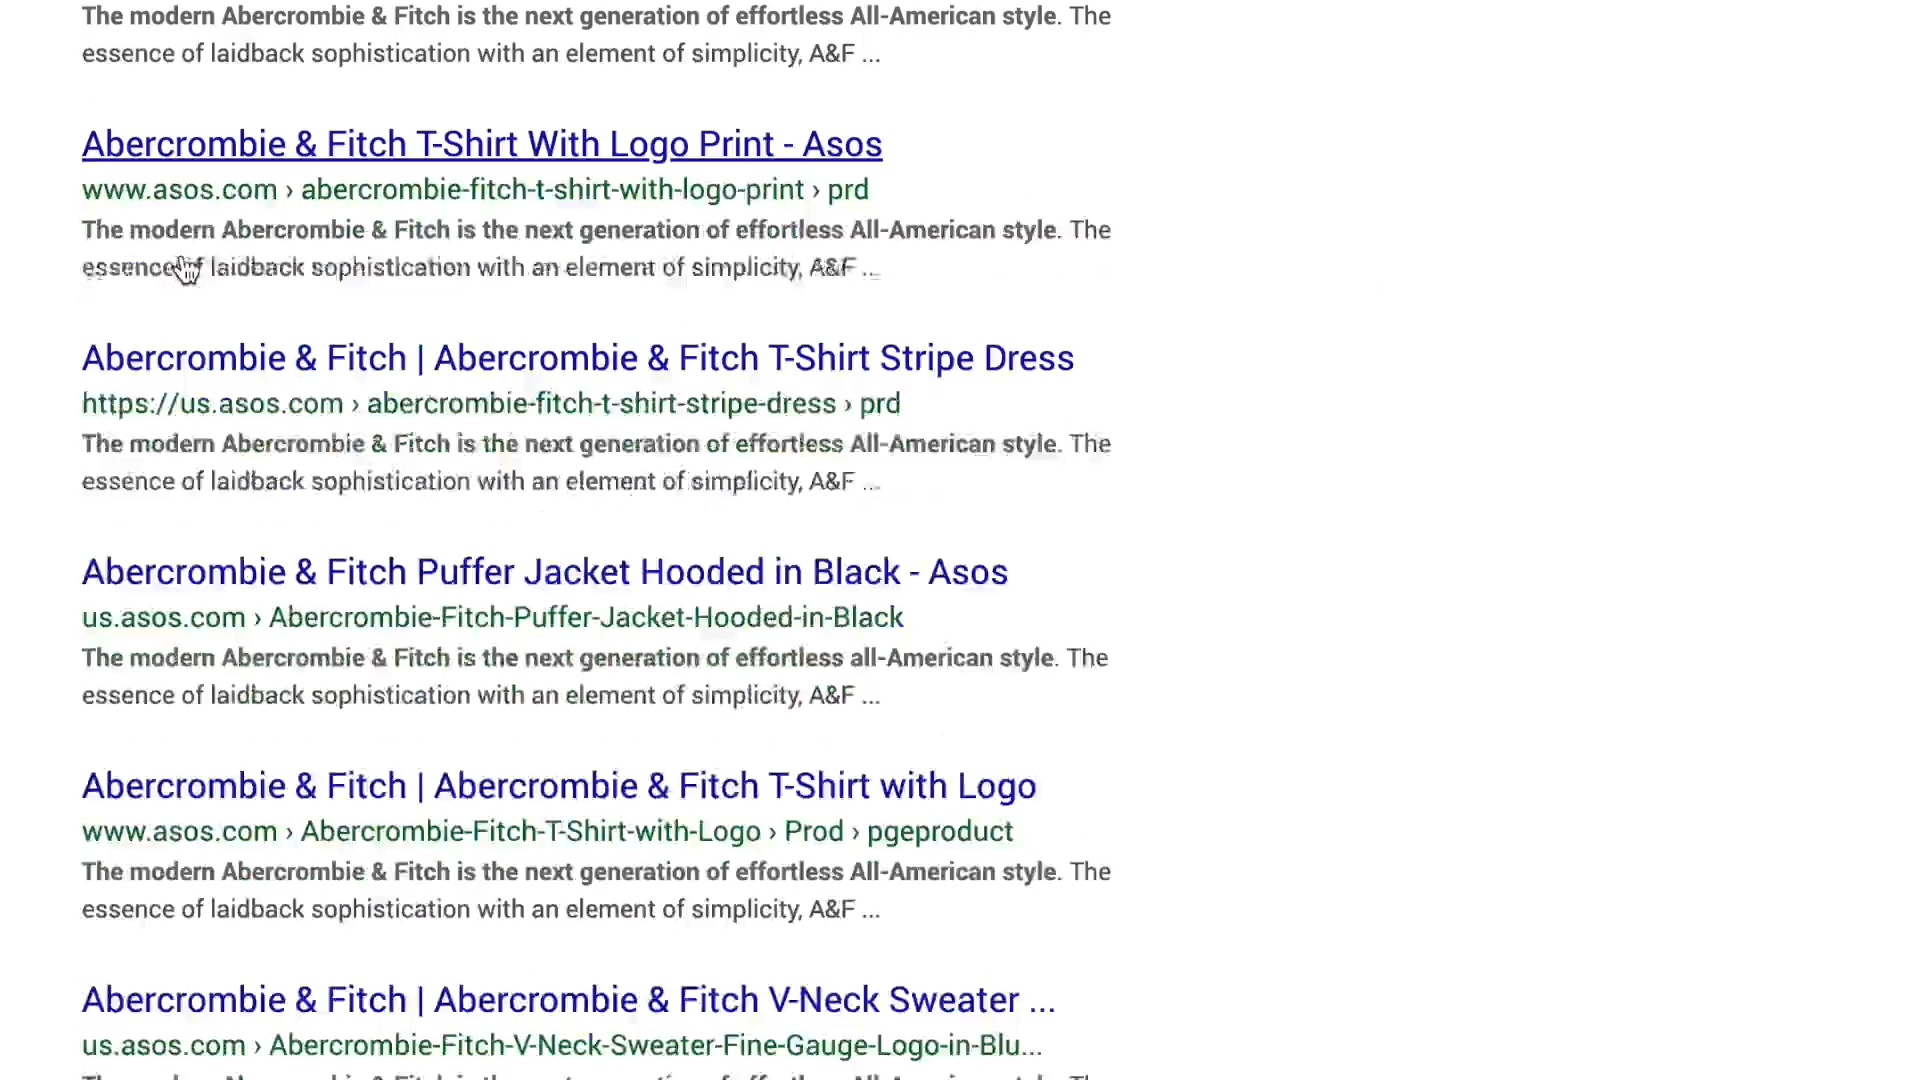 The modern Abercrombie & Fitch is the next generation of effortless All-American style. The
essence of laidback sophistication with an element of simplicity, A&F ...
Abercrombie & Fitch T-Shirt With Logo Print - Asos
www.asos.com › abercrombie-fitch-t-shirt-with-logo-print › prd
The modern Abercrombie & Fitch is the next generation of effortless All-American style. The
essence of laidback sophistication with an element of simplicity, A&F ...
Abercrombie & Fitch | Abercrombie & Fitch T-Shirt Stripe Dress
https://us.asos.com › abercrombie-fitch-t-shirt-stripe-dress › prd
The modern Abercrombie & Fitch is the next generation of effortless All-American style. The
essence of laidback sophistication with an element of simplicity, A&F ...
Abercrombie & Fitch Puffer Jacket Hooded in Black - Asos
us.asos.com › Abercrombie-Fitch-Puffer-Jacket-Hooded-in-Black
The modern Abercrombie & Fitch is the next generation of effortless all-American style. The
essence of laidback sophistication with an element of simplicity, A&F ...
Abercrombie & Fitch | Abercrombie & Fitch T-Shirt with Logo
www.asos.com › Abercrombie-Fitch-T-Shirt-with-Logo › Prod › pgeproduct
The modern Abercrombie & Fitch is the next generation of effortless All-American style. The
essence of laidback sophistication with an element of simplicity, A&F ...
Abercrombie & Fitch | Abercrombie & Fitch V-Neck Sweater ...
us.asos.com › Abercrombie-Fitch-V-Neck-Sweater-Fine-Gauge-Logo-in-Blu...